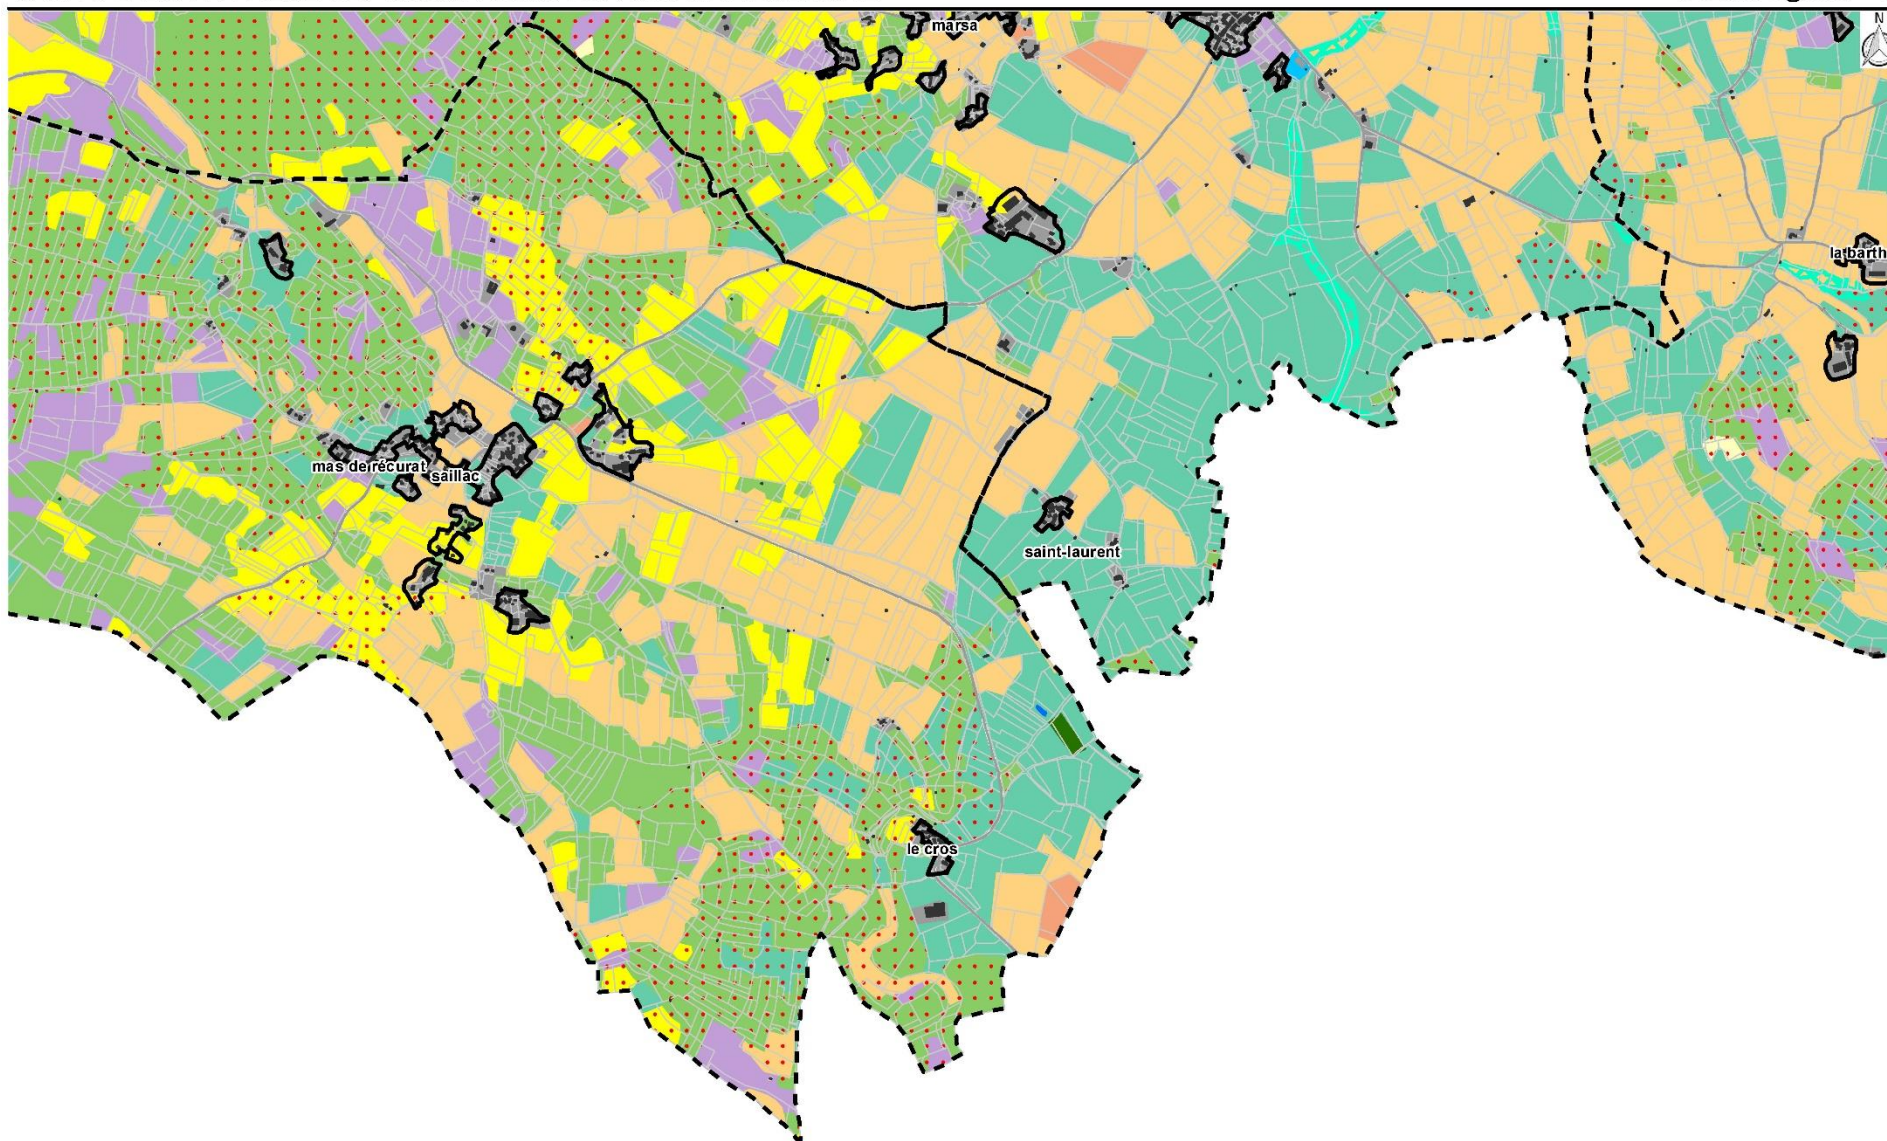 N
marsa
la barth
mas de récurat
saillac
saint-laurent
le cros